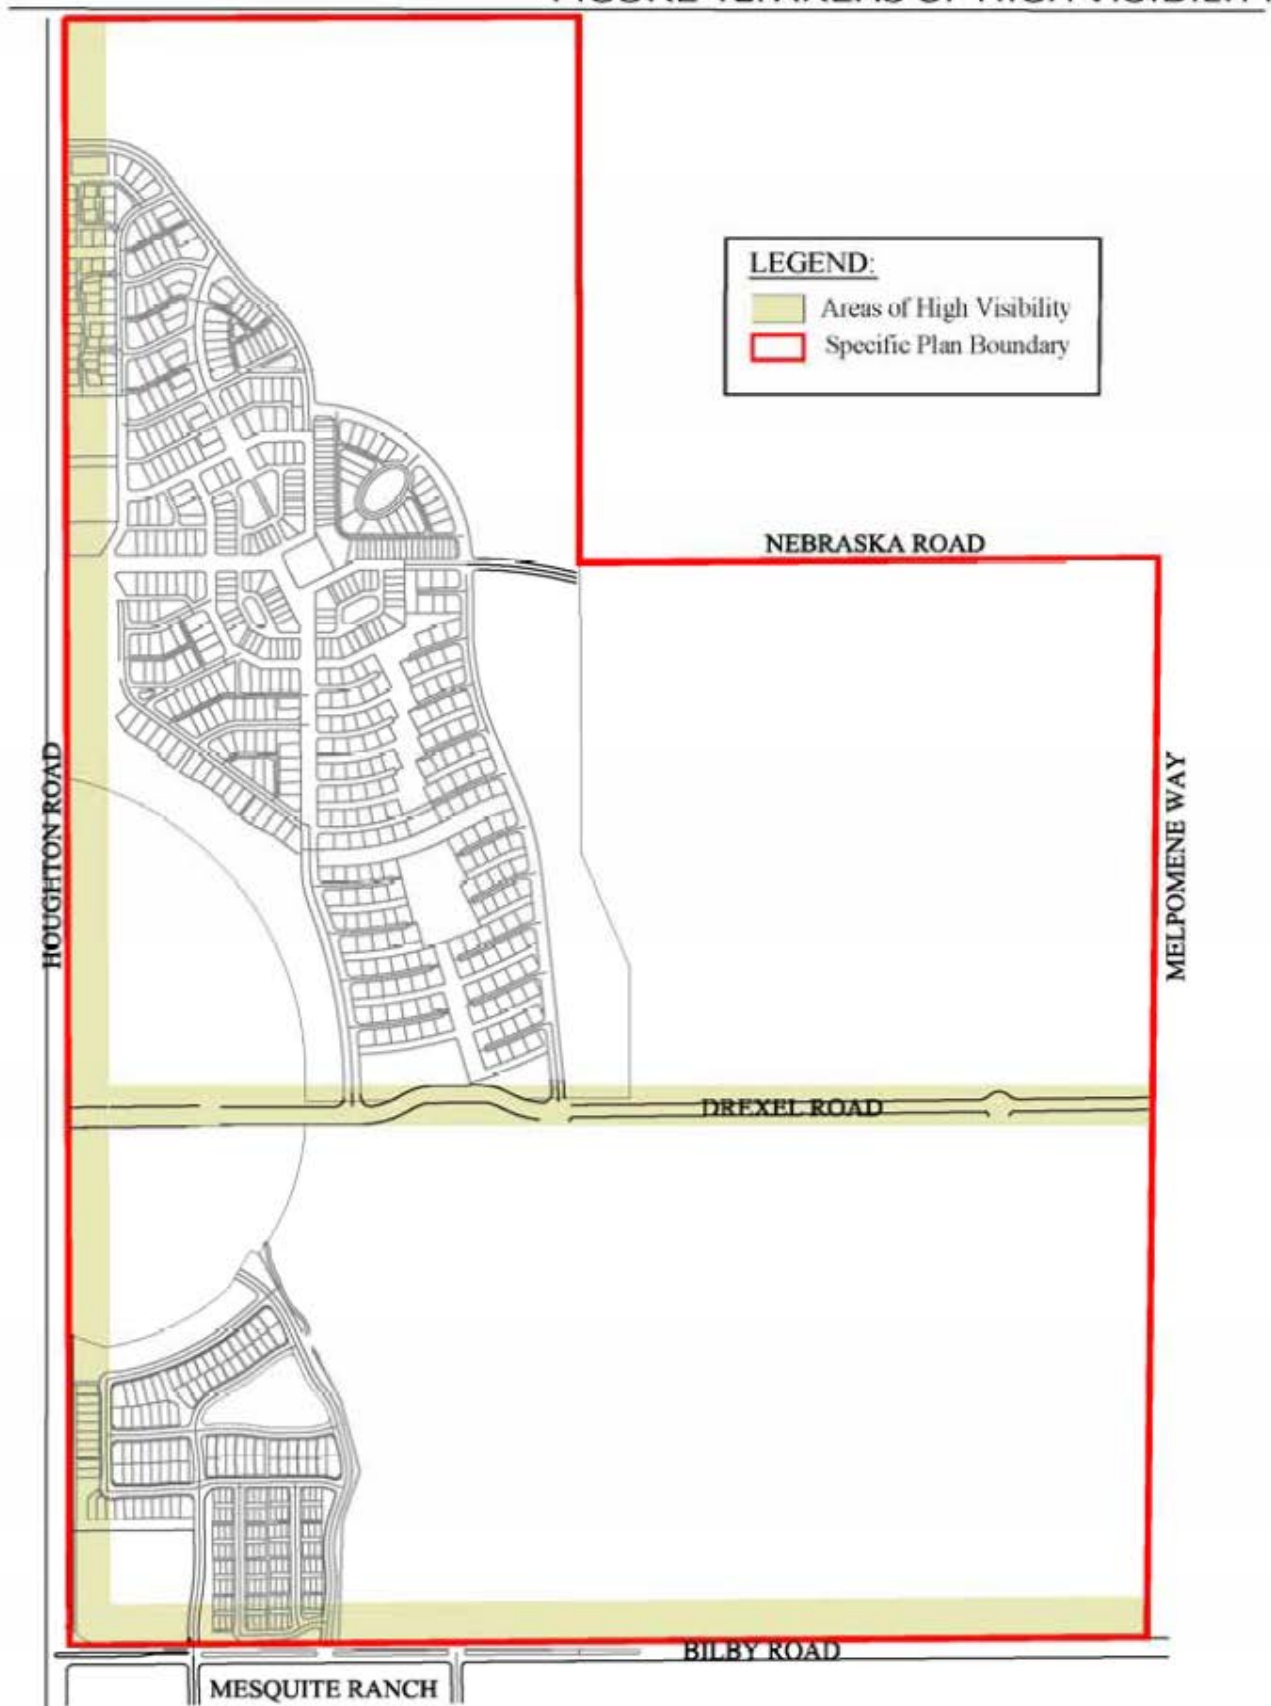 LEGEND:
Areas of High Visibility
Specific Plan Boundary
NEBRASKA ROAD
HOUGHTON ROAD
MELPOMENE WAY
DREXEL ROAD
BILBY ROAD
MESQUITE RANCH